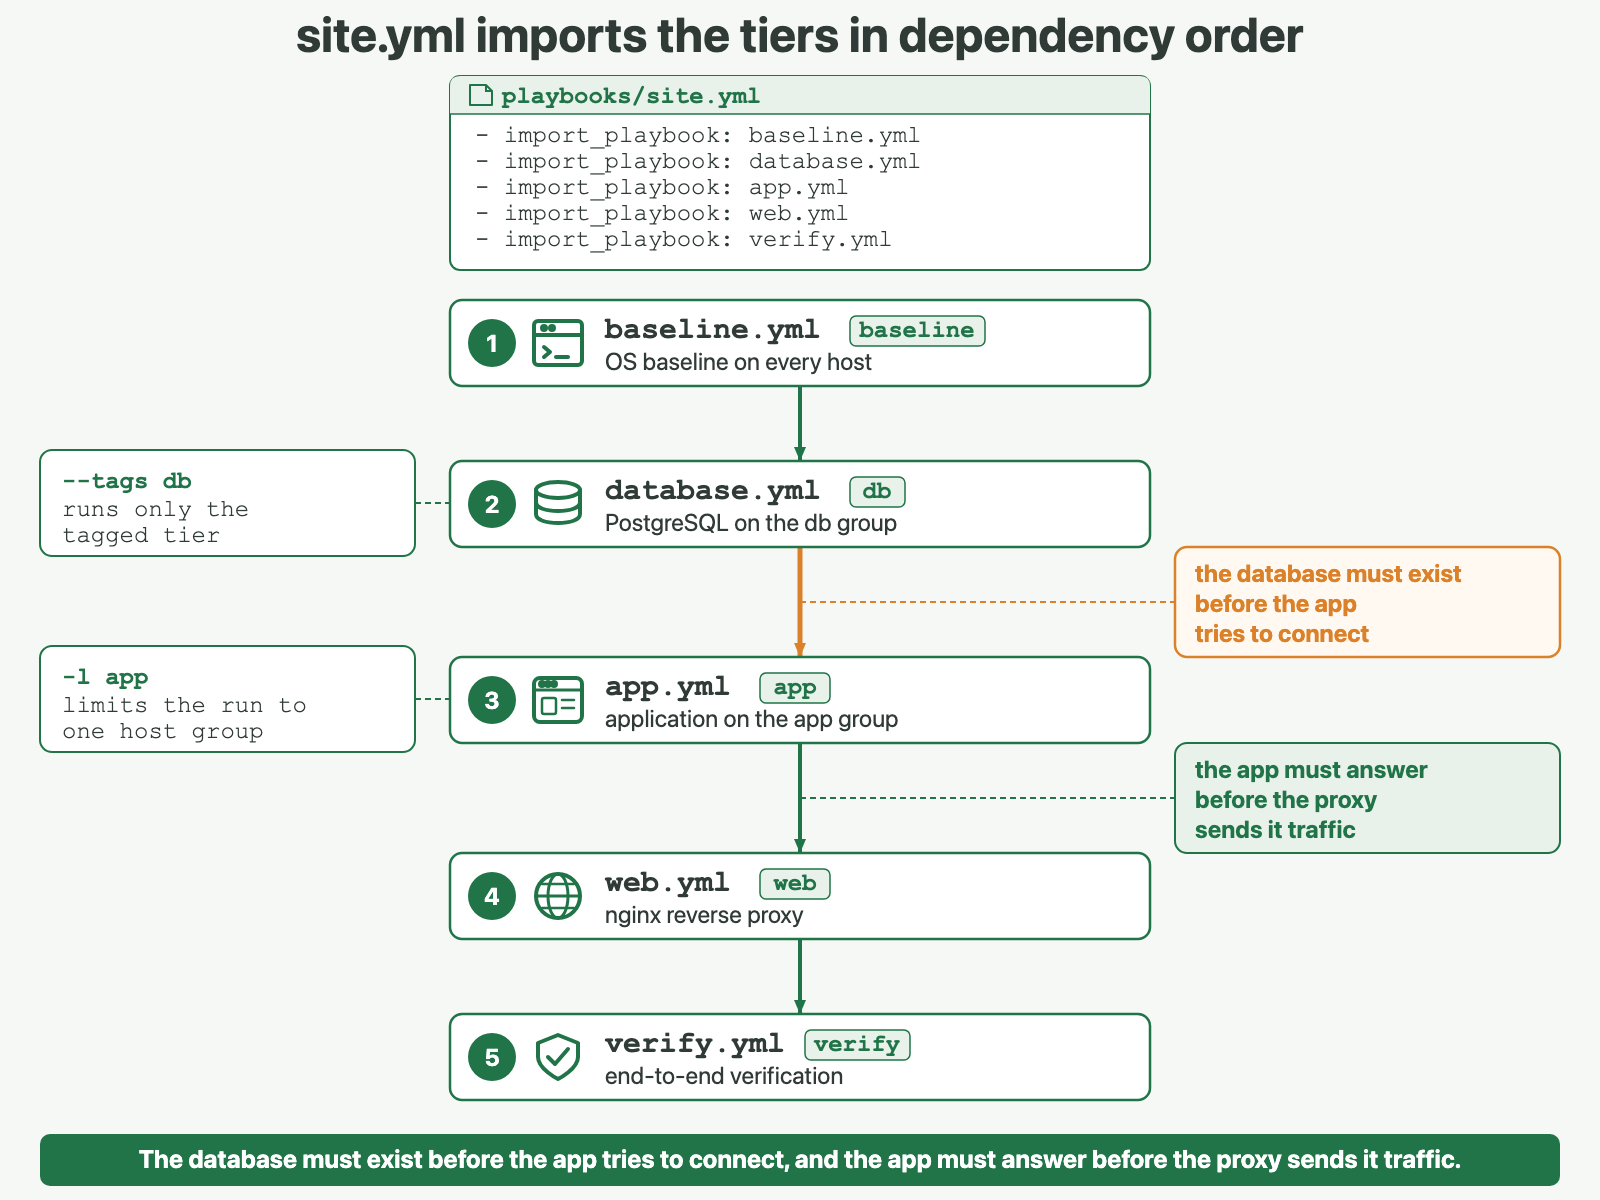 site.yml imports the tiers in dependency order
playbooks/site.yml
- import_playbook: baseline.yml
- import_playbook: database.yml
- import_playbook: app.yml
- import_playbook: web.yml
- import_playbook: verify.yml
1
baseline.yml
baseline
OS baseline on every host
--tags db
runs only the
tagged tier
2
database.yml
db
PostgreSQL on the db group
the database must exist
before the app
tries to connect
-l app
limits the run to
one host group
3
app.yml
app
application on the app group
the app must answer
before the proxy
sends it traffic
4
web.yml
web
nginx reverse proxy
5
verify.yml
verify
end-to-end verification
The database must exist before the app tries to connect, and the app must answer before the proxy sends it traffic.